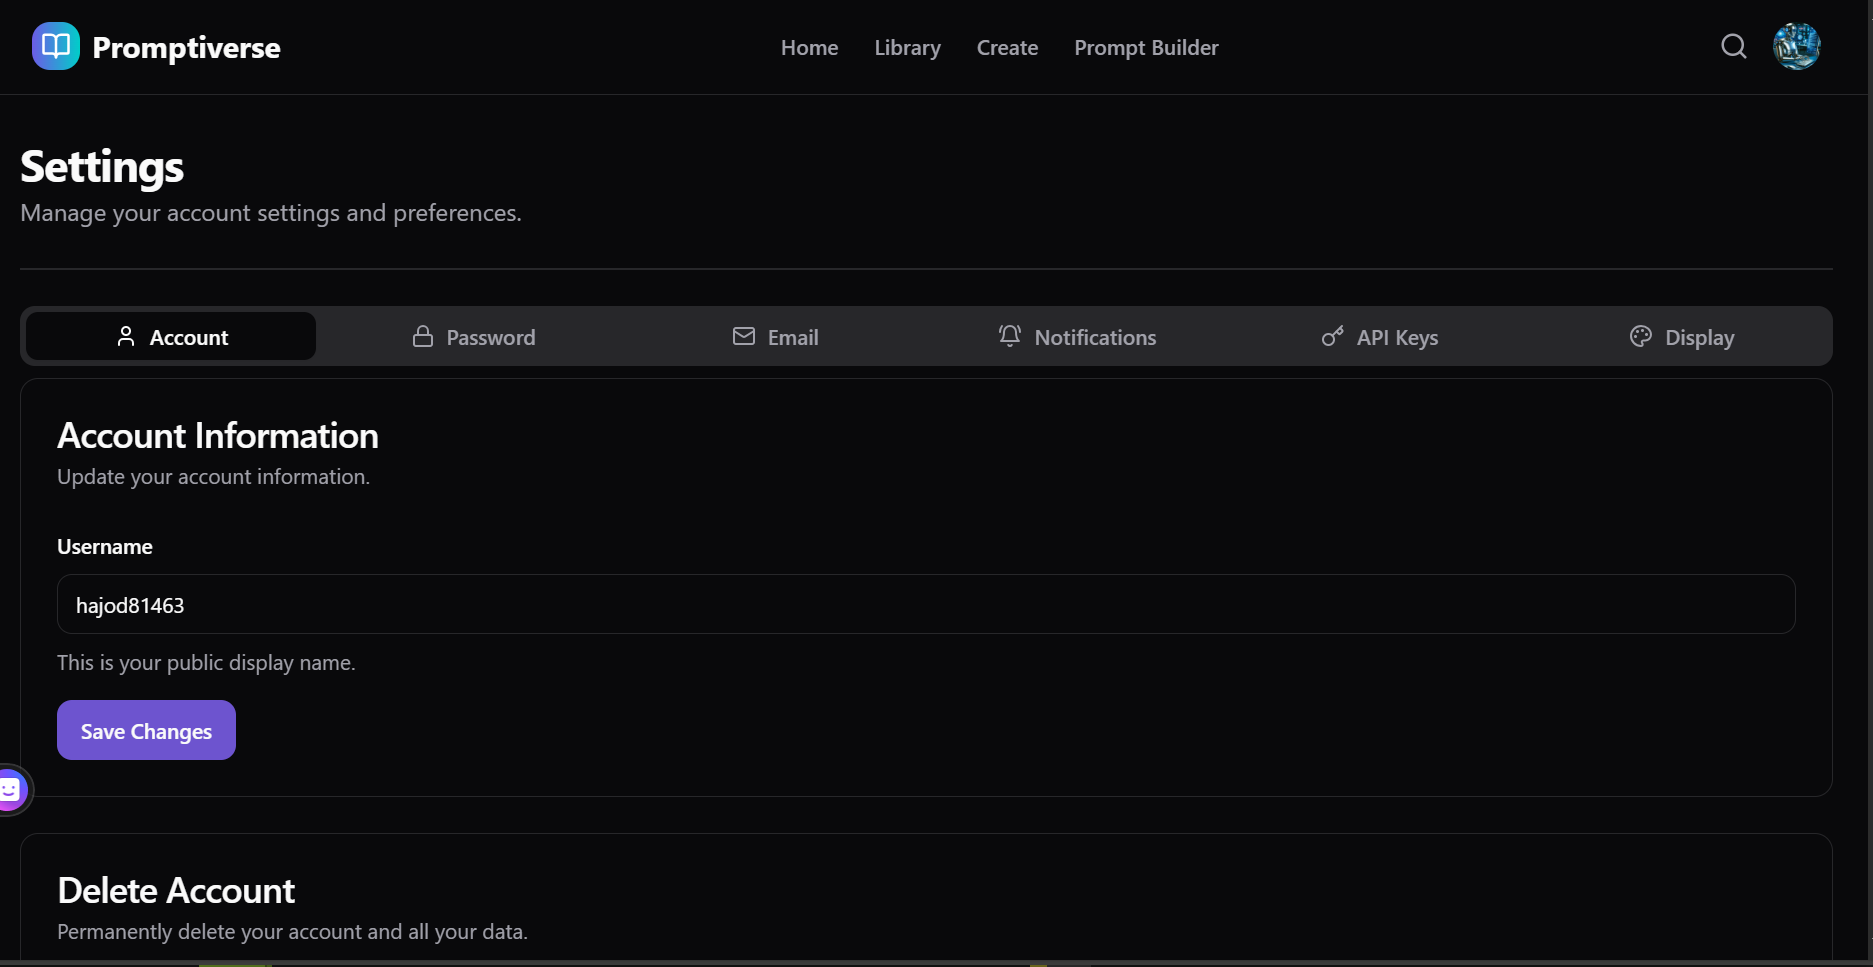 Promptiverse
Home Library Create Prompt Builder
Settings
Manage your account settings and preferences.
Account Password Email Notifications API Keys Display
Account Information
Update your account information.
Username
hajod81463
This is your public display name.
Save Changes
Delete Account
Permanently delete your account and all your data.